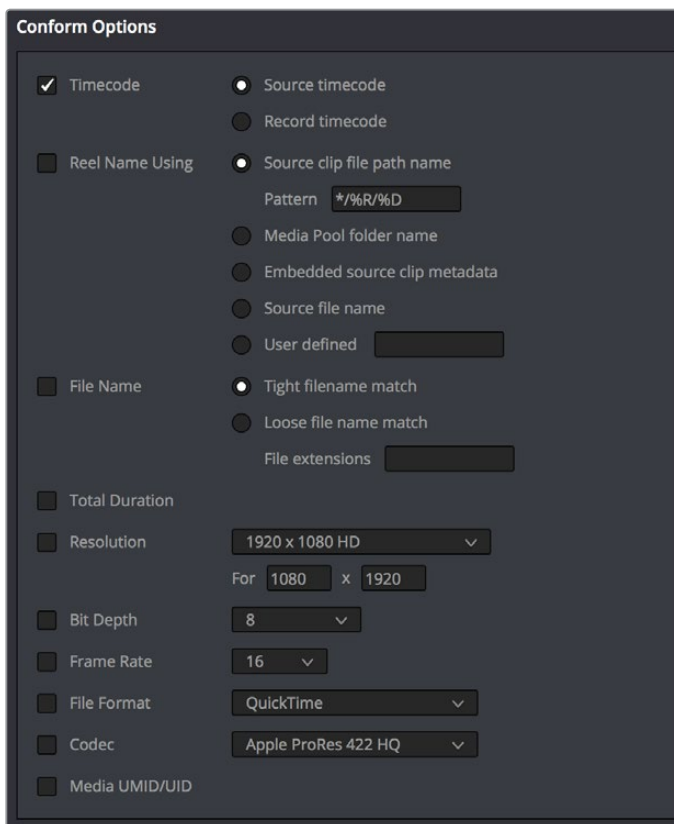 Conform Options
Timecode Source timecode
Record timecode
Reel Name Using Source clip file path name
Pattern */%R/%D
Media Pool folder name
Embedded source clip metadata
Source file name
User defined
File Name Tight filename match
Loose file name match
File extensions
Total Duration
Resolution 1920 x 1080 HD
For 1080 x 1920
Bit Depth 8
Frame Rate 16
File Format QuickTime
Codec Apple ProRes 422 HQ
Media UMID/UID